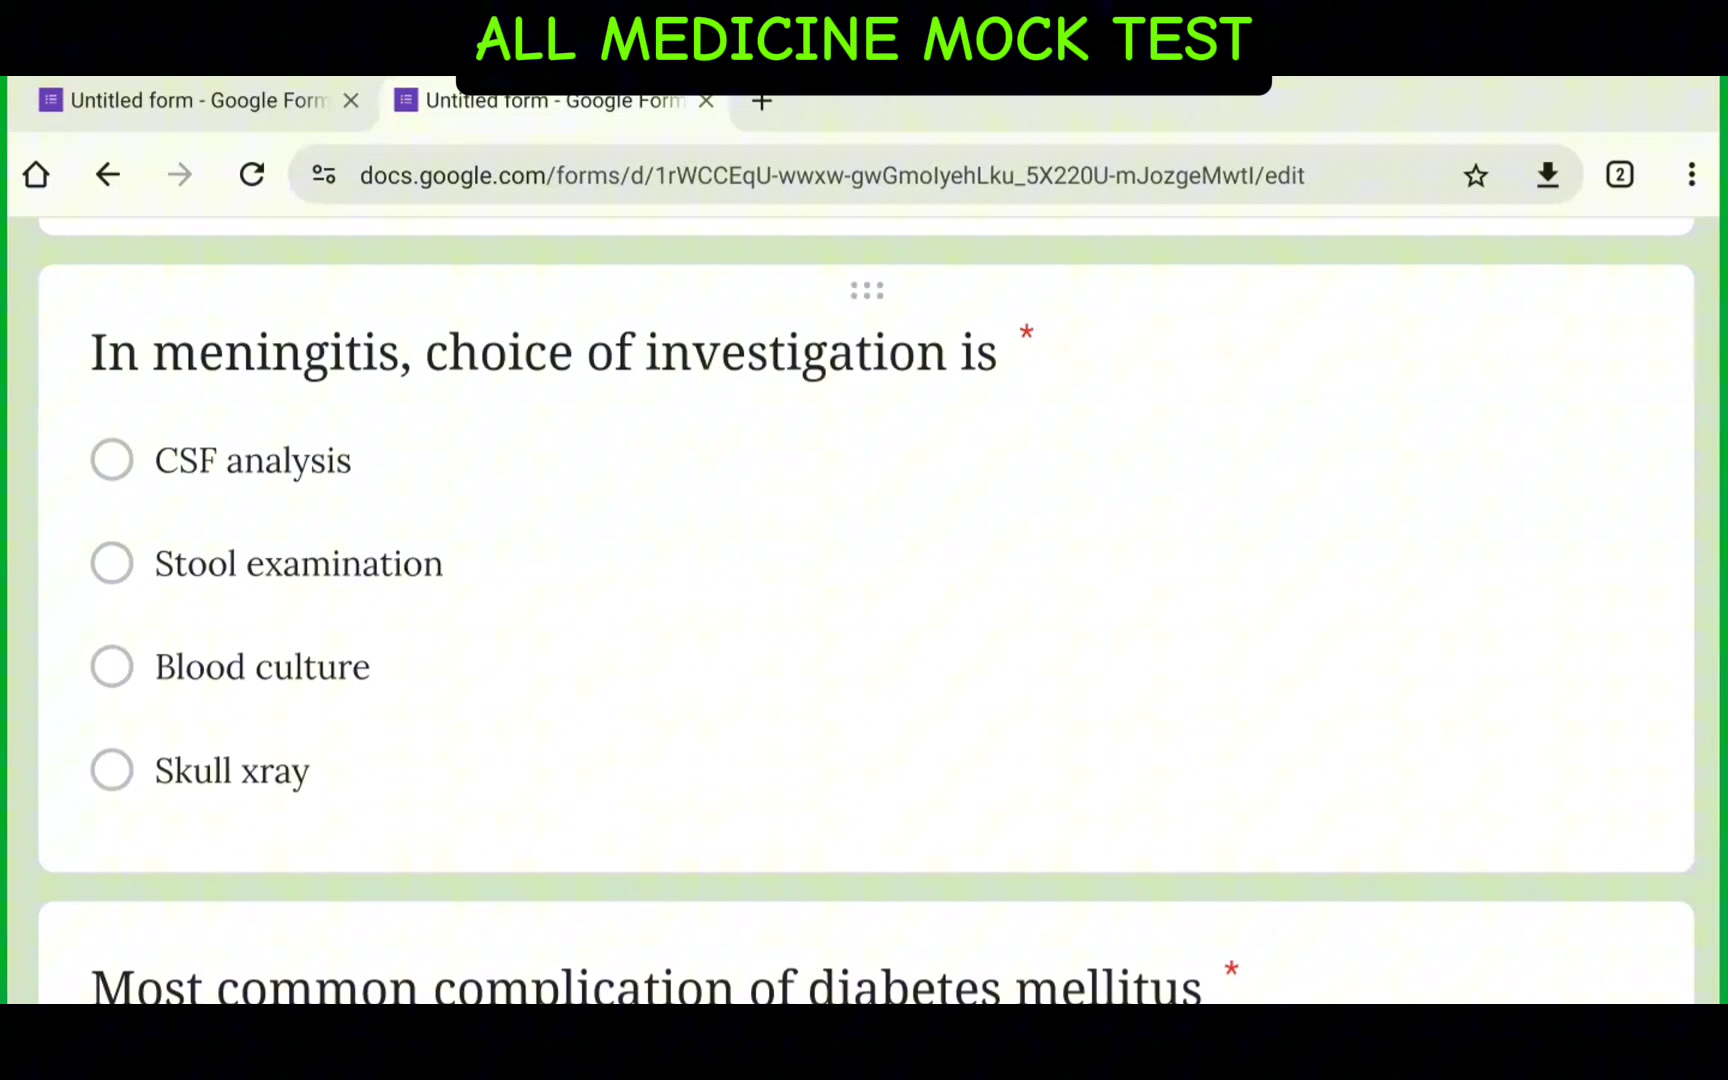 ALL MEDICINE MOCK TEST
Untitled form - Google Form
Untitled form - Google Form
docs.google.com/forms/d/1rWCCEqU-wwxw-gwGmoIyehLku_5X220U-mJozgeMwtI/edit
2
In meningitis, choice of investigation is *
CSF analysis
Stool examination
Blood culture
Skull xray
Most common complication of diabetes mellitus *